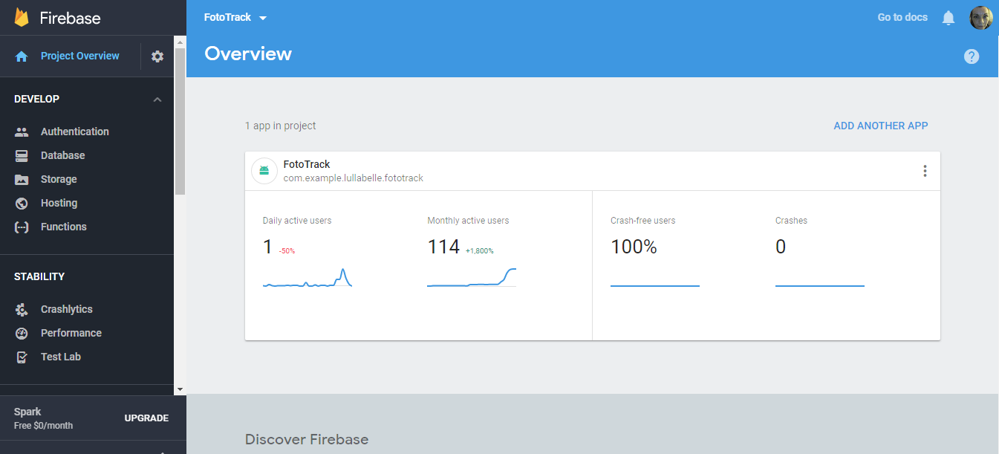 Firebase
Project Overview
DEVELOP
Authentication
Database
Storage
Hosting
Functions
STABILITY
Crashlytics
Performance
Test Lab
Spark
Free $0/month
UPGRADE
FotoTrack
Go to docs
Overview
?
1 app in project
ADD ANOTHER APP
FotoTrack
com.example.lullabelle.fototrack
Daily active users
1 -50%
Monthly active users
114 +1,800%
Crash-free users
100%
Crashes
0
Discover Firebase